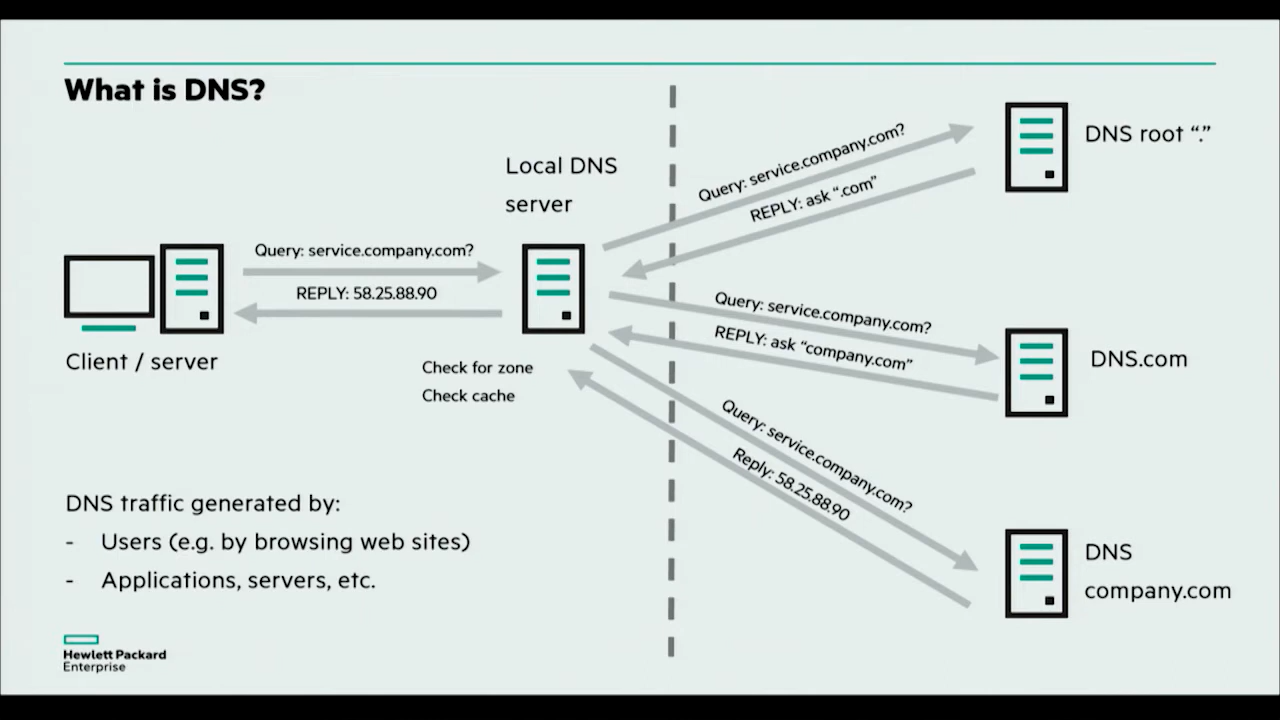 What is DNS?
DNS root “.”
Query: service.company.com?
REPLY: ask “.com”
Local DNS
server
Query: service.company.com?
REPLY: 58.25.88.90
Client / server
Check for zone
Check cache
Query: service.company.com?
REPLY: ask “company.com”
DNS.com
Query: service.company.com?
Reply: 58.25.88.90
DNS
company.com
DNS traffic generated by:
- Users (e.g. by browsing web sites)
- Applications, servers, etc.
Hewlett Packard
Enterprise